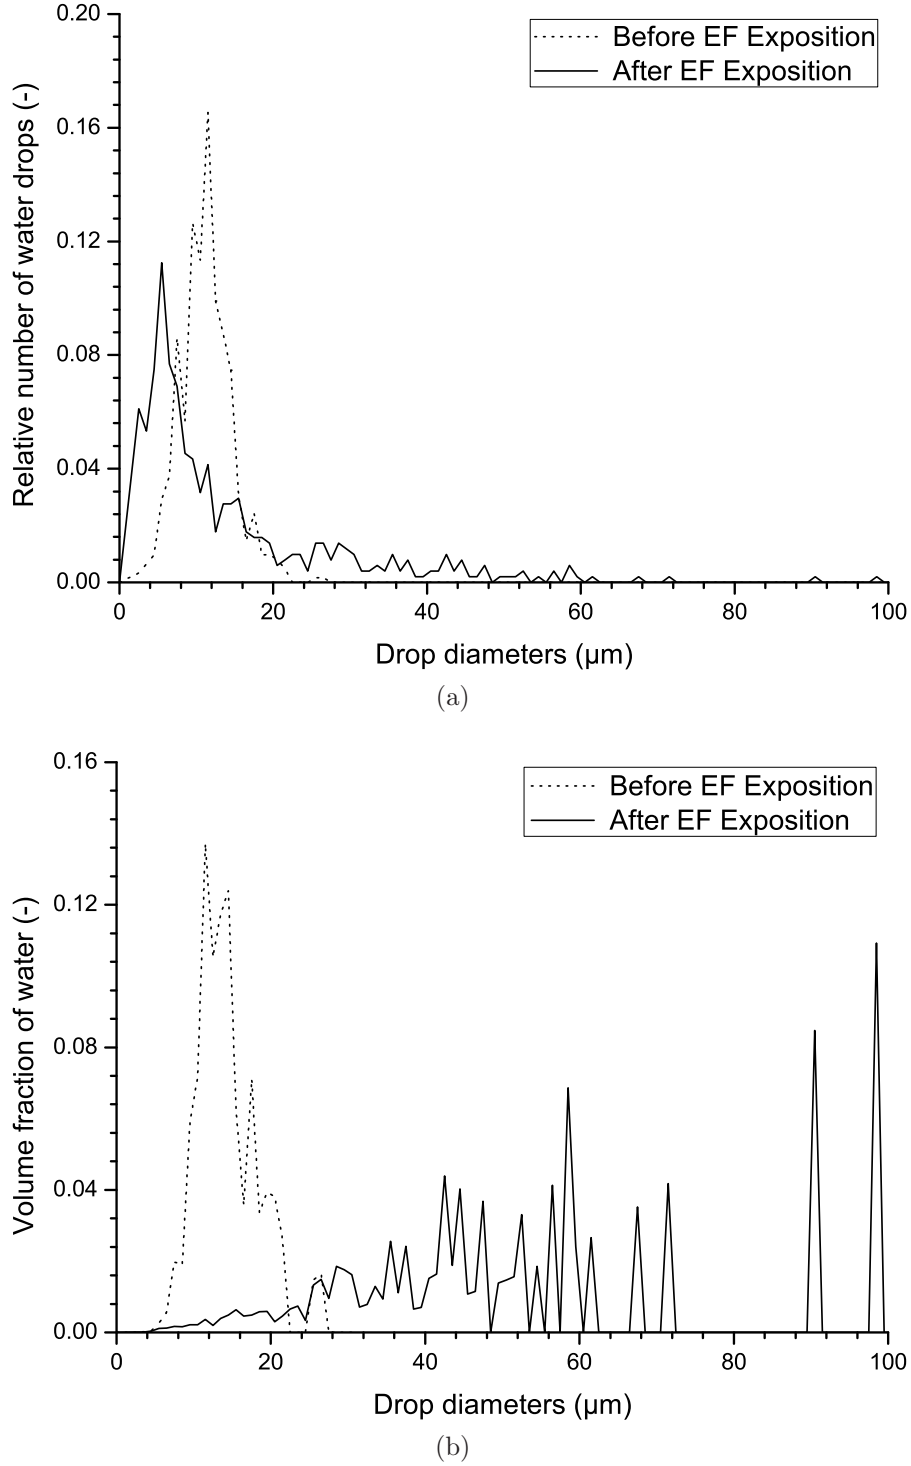 0.20
0.16
0.12
0.08
0.04
0.00
Relative number of water drops (-)
Before EF Exposition
After EF Exposition
0 20 40 60 80 100
Drop diameters (µm)
(a)
0.16
0.12
0.08
0.04
0.00
Volume fraction of water (-)
Before EF Exposition
After EF Exposition
0 20 40 60 80 100
Drop diameters (µm)
(b)